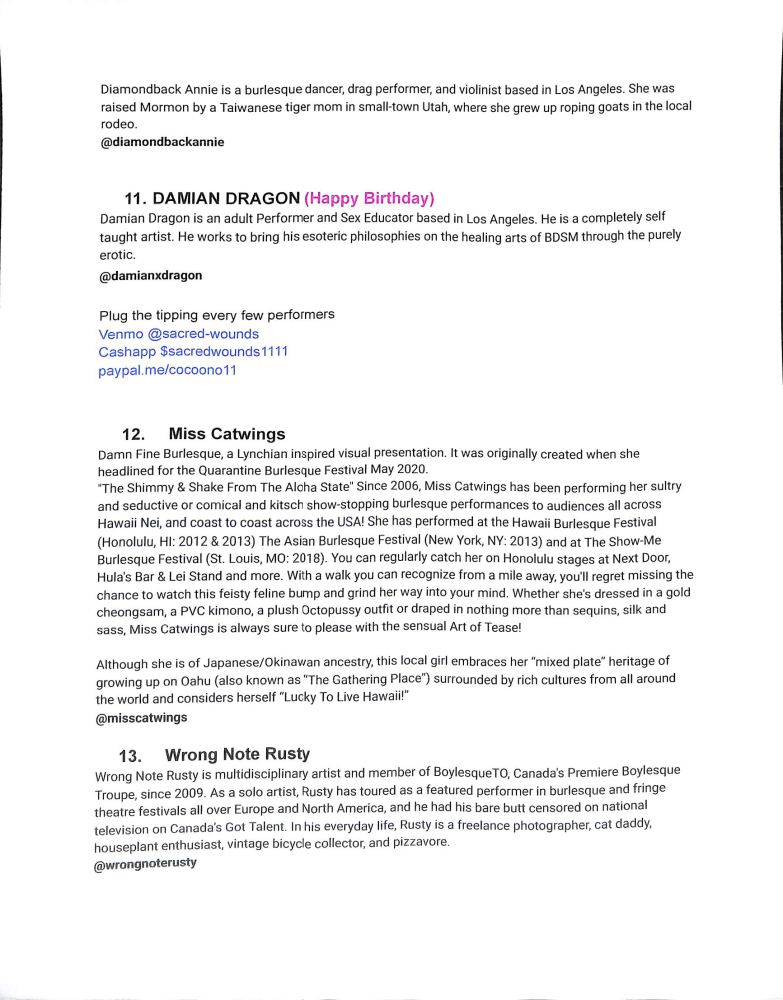 Diamondback Annie is a burlesque dancer, drag performer, and violinist based in Los Angeles. She was
raised Mormon by a Taiwanese tiger mom in small-town Utah, where she grew up roping goats in the local
rodeo.
@diamondbackannie
11. DAMIAN DRAGON (Happy Birthday)
Damian Dragon is an adult Performer and Sex Educator based in Los Angeles. He is a completely self
taught artist. He works to bring his esoteric philosophies on the healing arts of BDSM through the purely
erotic.
@damianxdragon
Plug the tipping every few performers
Venmo @sacred-wounds
Cashapp $sacredwounds1111
paypal.me/cocoono11
12. Miss Catwings
Damn Fine Burlesque, a Lynchian inspired visual presentation. It was originally created when she
headlined for the Quarantine Burlesque Festival May 2020.
"The Shimmy & Shake From The Aloha State" Since 2006, Miss Catwings has been performing her sultry
and seductive or comical and kitsch show-stopping burlesque performances to audiences all across
Hawaii Nei, and coast to coast across the USA! She has performed at the Hawaii Burlesque Festival
(Honolulu, HI: 2012 & 2013) The Asian Burlesque Festival (New York, NY: 2013) and at The Show-Me
Burlesque Festival (St. Louis, MO: 2018). You can regularly catch her on Honolulu stages at Next Door,
Hula's Bar & Lei Stand and more. With a walk you can recognize from a mile away, you'll regret missing the
chance to watch this feisty feline bump and grind her way into your mind. Whether she's dressed in a gold
cheongsam, a PVC kimono, a plush Octopussy outfit or draped in nothing more than sequins, silk and
sass, Miss Catwings is always sure to please with the sensual Art of Tease!
Although she is of Japanese/Okinawan ancestry, this local girl embraces her "mixed plate" heritage of
growing up on Oahu (also known as "The Gathering Place") surrounded by rich cultures from all around
the world and considers herself "Lucky To Live Hawaii!"
@misscatwings
13. Wrong Note Rusty
Wrong Note Rusty is multidisciplinary artist and member of BoylesqueTO, Canada's Premiere Boylesque
Troupe, since 2009. As a solo artist, Rusty has toured as a featured performer in burlesque and fringe
theatre festivals all over Europe and North America, and he had his bare butt censored on national
television on Canada's Got Talent. In his everyday life, Rusty is a freelance photographer, cat daddy,
houseplant enthusiast, vintage bicycle collector, and pizzavore.
@wrongnoterusty